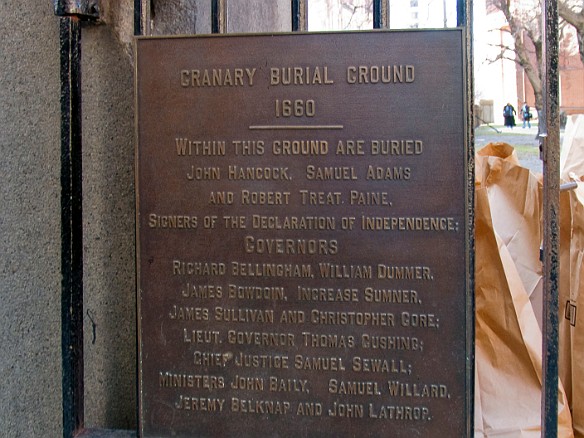 GRANARY BURIAL GROUND
1660
WITHIN THIS GROUND ARE BURIED
JOHN HANCOCK, SAMUEL ADAMS
AND ROBERT TREAT. PAINE,
SIGNERS OF THE DECLARATION OF INDEPENDENCE;
GOVERNORS
RICHARD BELLINGHAM, WILLIAM DUMMER,
JAMES BOWDOIN, INCREASE SUMNER,
JAMES SULLIVAN AND CHRISTOPHER GORE;
LIEUT. GOVERNOR THOMAS CUSHING;
CHIEF JUSTICE SAMUEL SEWALL;
MINISTERS JOHN BAILY, SAMUEL WILLARD,
JEREMY BELKNAP AND JOHN LATHROP.